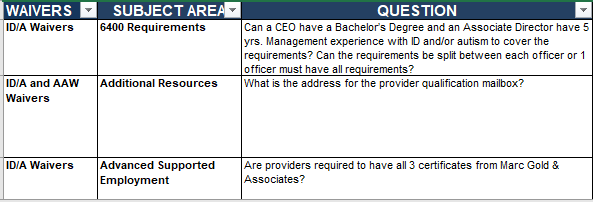 WAIVERS SUBJECT AREA QUESTION
ID/A Waivers 6400 Requirements Can a CEO have a Bachelor's Degree and an Associate Director have 5
yrs. Management experience with ID and/or autism to cover the
requirements? Can the requirements be split between each officer or 1
officer must have all requirements?
ID/A and AAW Additional Resources What is the address for the provider qualification mailbox?
Waivers
ID/A Waivers Advanced Supported Are providers required to have all 3 certificates from Marc Gold &
Employment Associates?